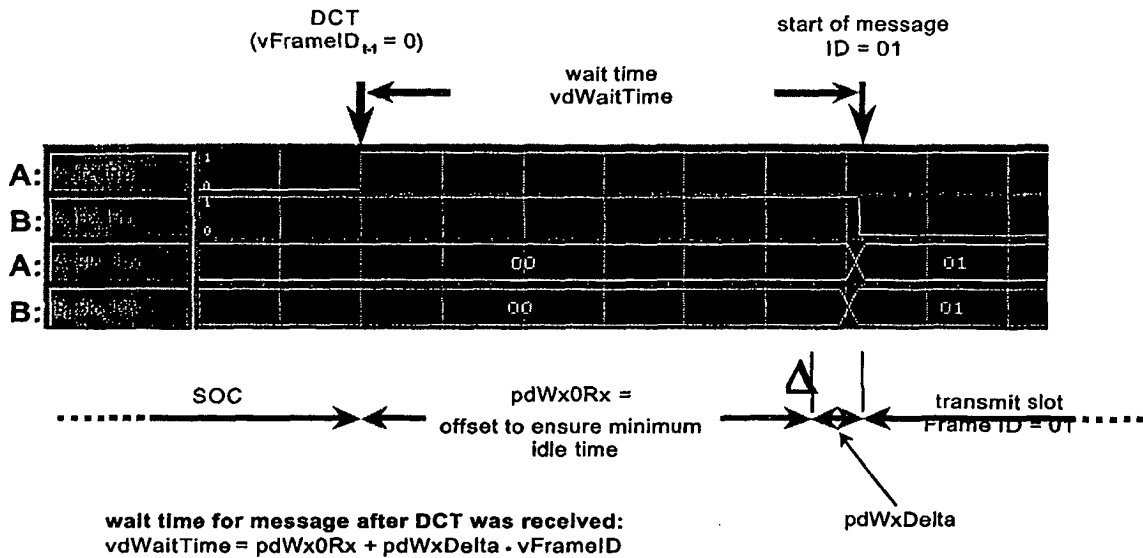 DCT
(vFrameID t-1 = 0)
start of message
ID = 01
wait time
vdWaitTime
A:
1
0
B:
1
0
A:
00
01
B:
00
01
SOC
pdWx0Rx =
offset to ensure minimum
idle time
Δ
transmit slot
Frame ID = 01
pdWxDelta
wait time for message after DCT was received:
vdWaitTime = pdWx0Rx + pdWxDelta · vFrameID